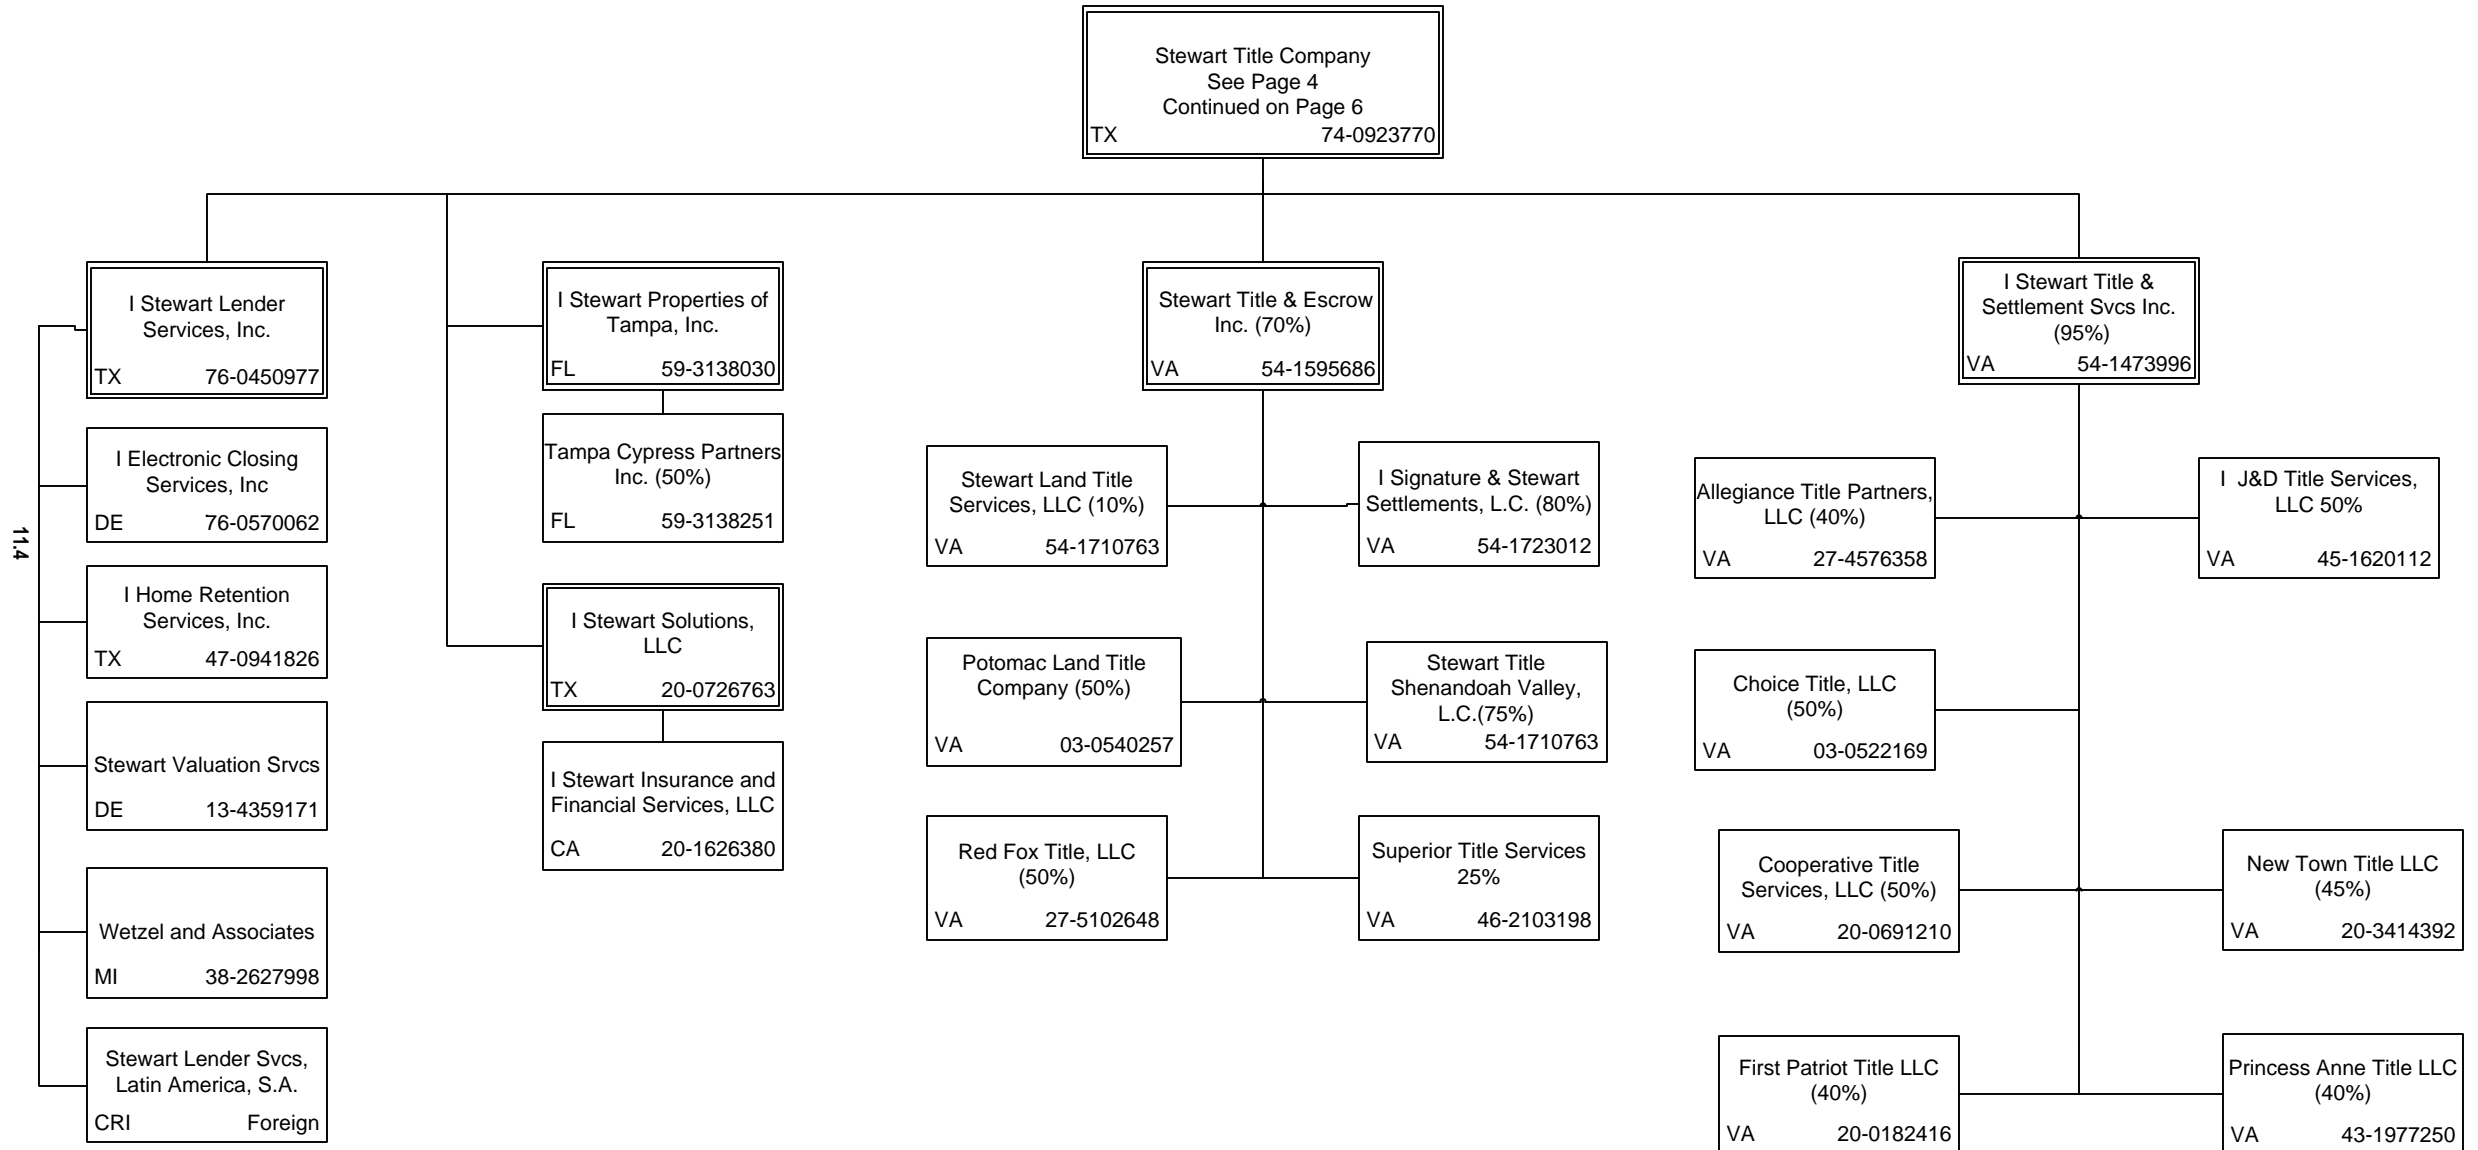 Stewart Title Company
See Page 4
Continued on Page 6
TX 74-0923770
I Stewart Lender
Services, Inc.
TX 76-0450977
I Electronic Closing
Services, Inc
DE 76-0570062
I Home Retention
Services, Inc.
TX 47-0941826
Stewart Valuation Srvcs
DE 13-4359171
Wetzel and Associates
MI 38-2627998
Stewart Lender Svcs,
Latin America, S.A.
CRI Foreign
11.4
I Stewart Properties of
Tampa, Inc.
FL 59-3138030
Tampa Cypress Partners
Inc. (50%)
FL 59-3138251
I Stewart Solutions,
LLC
TX 20-0726763
I Stewart Insurance and
Financial Services, LLC
CA 20-1626380
Stewart Title & Escrow
Inc. (70%)
VA 54-1595686
Stewart Land Title
Services, LLC (10%)
VA 54-1710763
I Signature & Stewart
Settlements, L.C. (80%)
VA 54-1723012
Potomac Land Title
Company (50%)
VA 03-0540257
Stewart Title
Shenandoah Valley,
L.C.(75%)
VA 54-1710763
Red Fox Title, LLC
(50%)
VA 27-5102648
Superior Title Services
25%
VA 46-2103198
I Stewart Title &
Settlement Svcs Inc.
(95%)
VA 54-1473996
Allegiance Title Partners,
LLC (40%)
VA 27-4576358
I J&D Title Services,
LLC 50%
VA 45-1620112
Choice Title, LLC
(50%)
VA 03-0522169
Cooperative Title
Services, LLC (50%)
VA 20-0691210
New Town Title LLC
(45%)
VA 20-3414392
First Patriot Title LLC
(40%)
VA 20-0182416
Princess Anne Title LLC
(40%)
VA 43-1977250